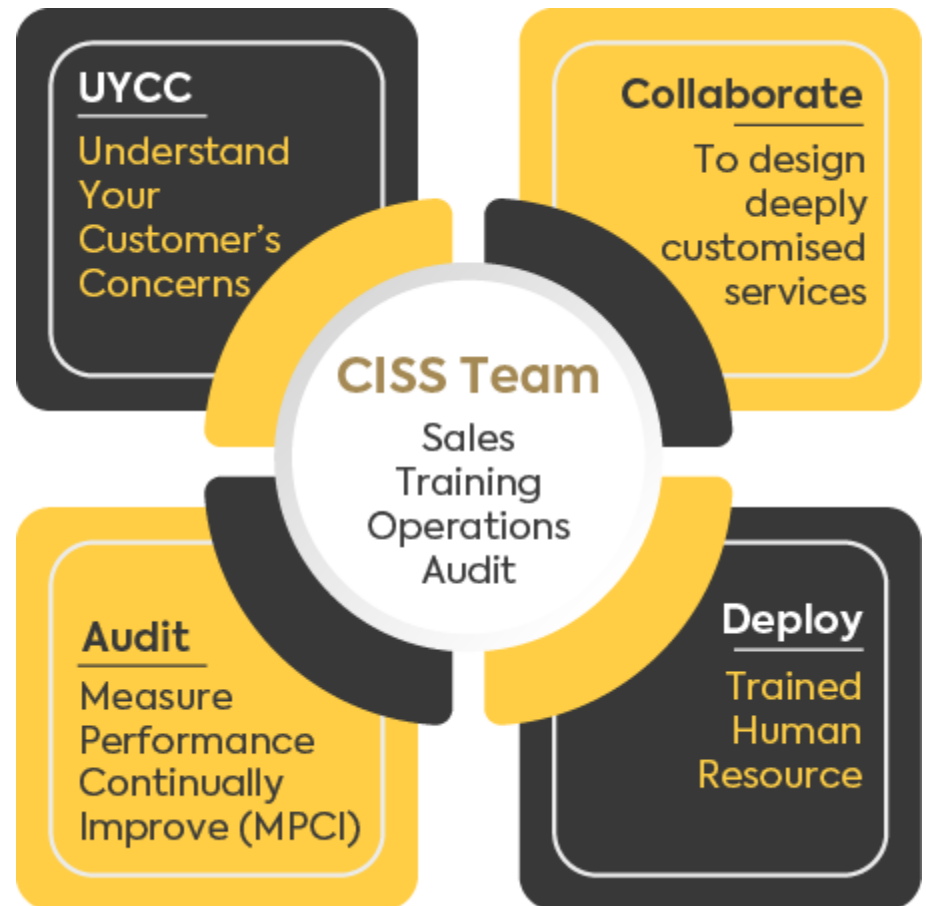 UYCC
Understand
Your
Customer’s
Concerns
Collaborate
To design
deeply
customised
services
CISS Team
Sales
Training
Operations
Audit
Audit
Measure
Performance
Continually
Improve (MPCI)
Deploy
Trained
Human
Resource